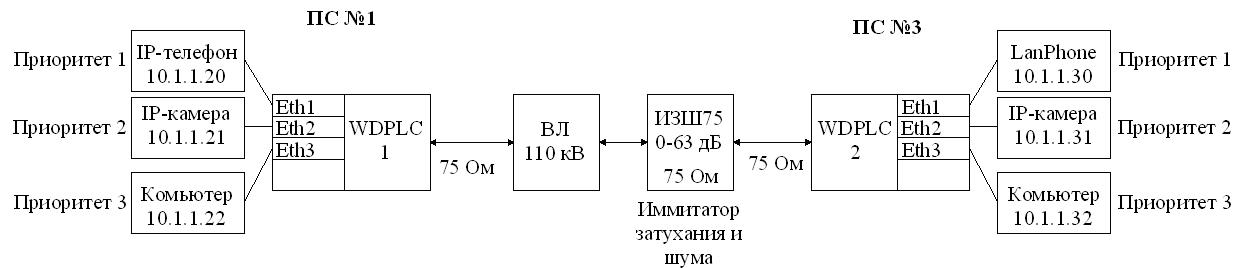 ПС №1
ПС №3
Приоритет 1
IP-телефон
10.1.1.20
Приоритет 2
IP-камера
10.1.1.21
Приоритет 3
Комьютер
10.1.1.22
Eth1
Eth2
Eth3
WDPLC
1
75 Ом
ВЛ
110 кВ
ИЗШ75
0-63 дБ
75 Ом
Иммитатор
затухания и
шума
75 Ом
WDPLC
2
Eth1
Eth2
Eth3
LanPhone
10.1.1.30
Приоритет 1
IP-камера
10.1.1.31
Приоритет 2
Комьютер
10.1.1.32
Приоритет 3